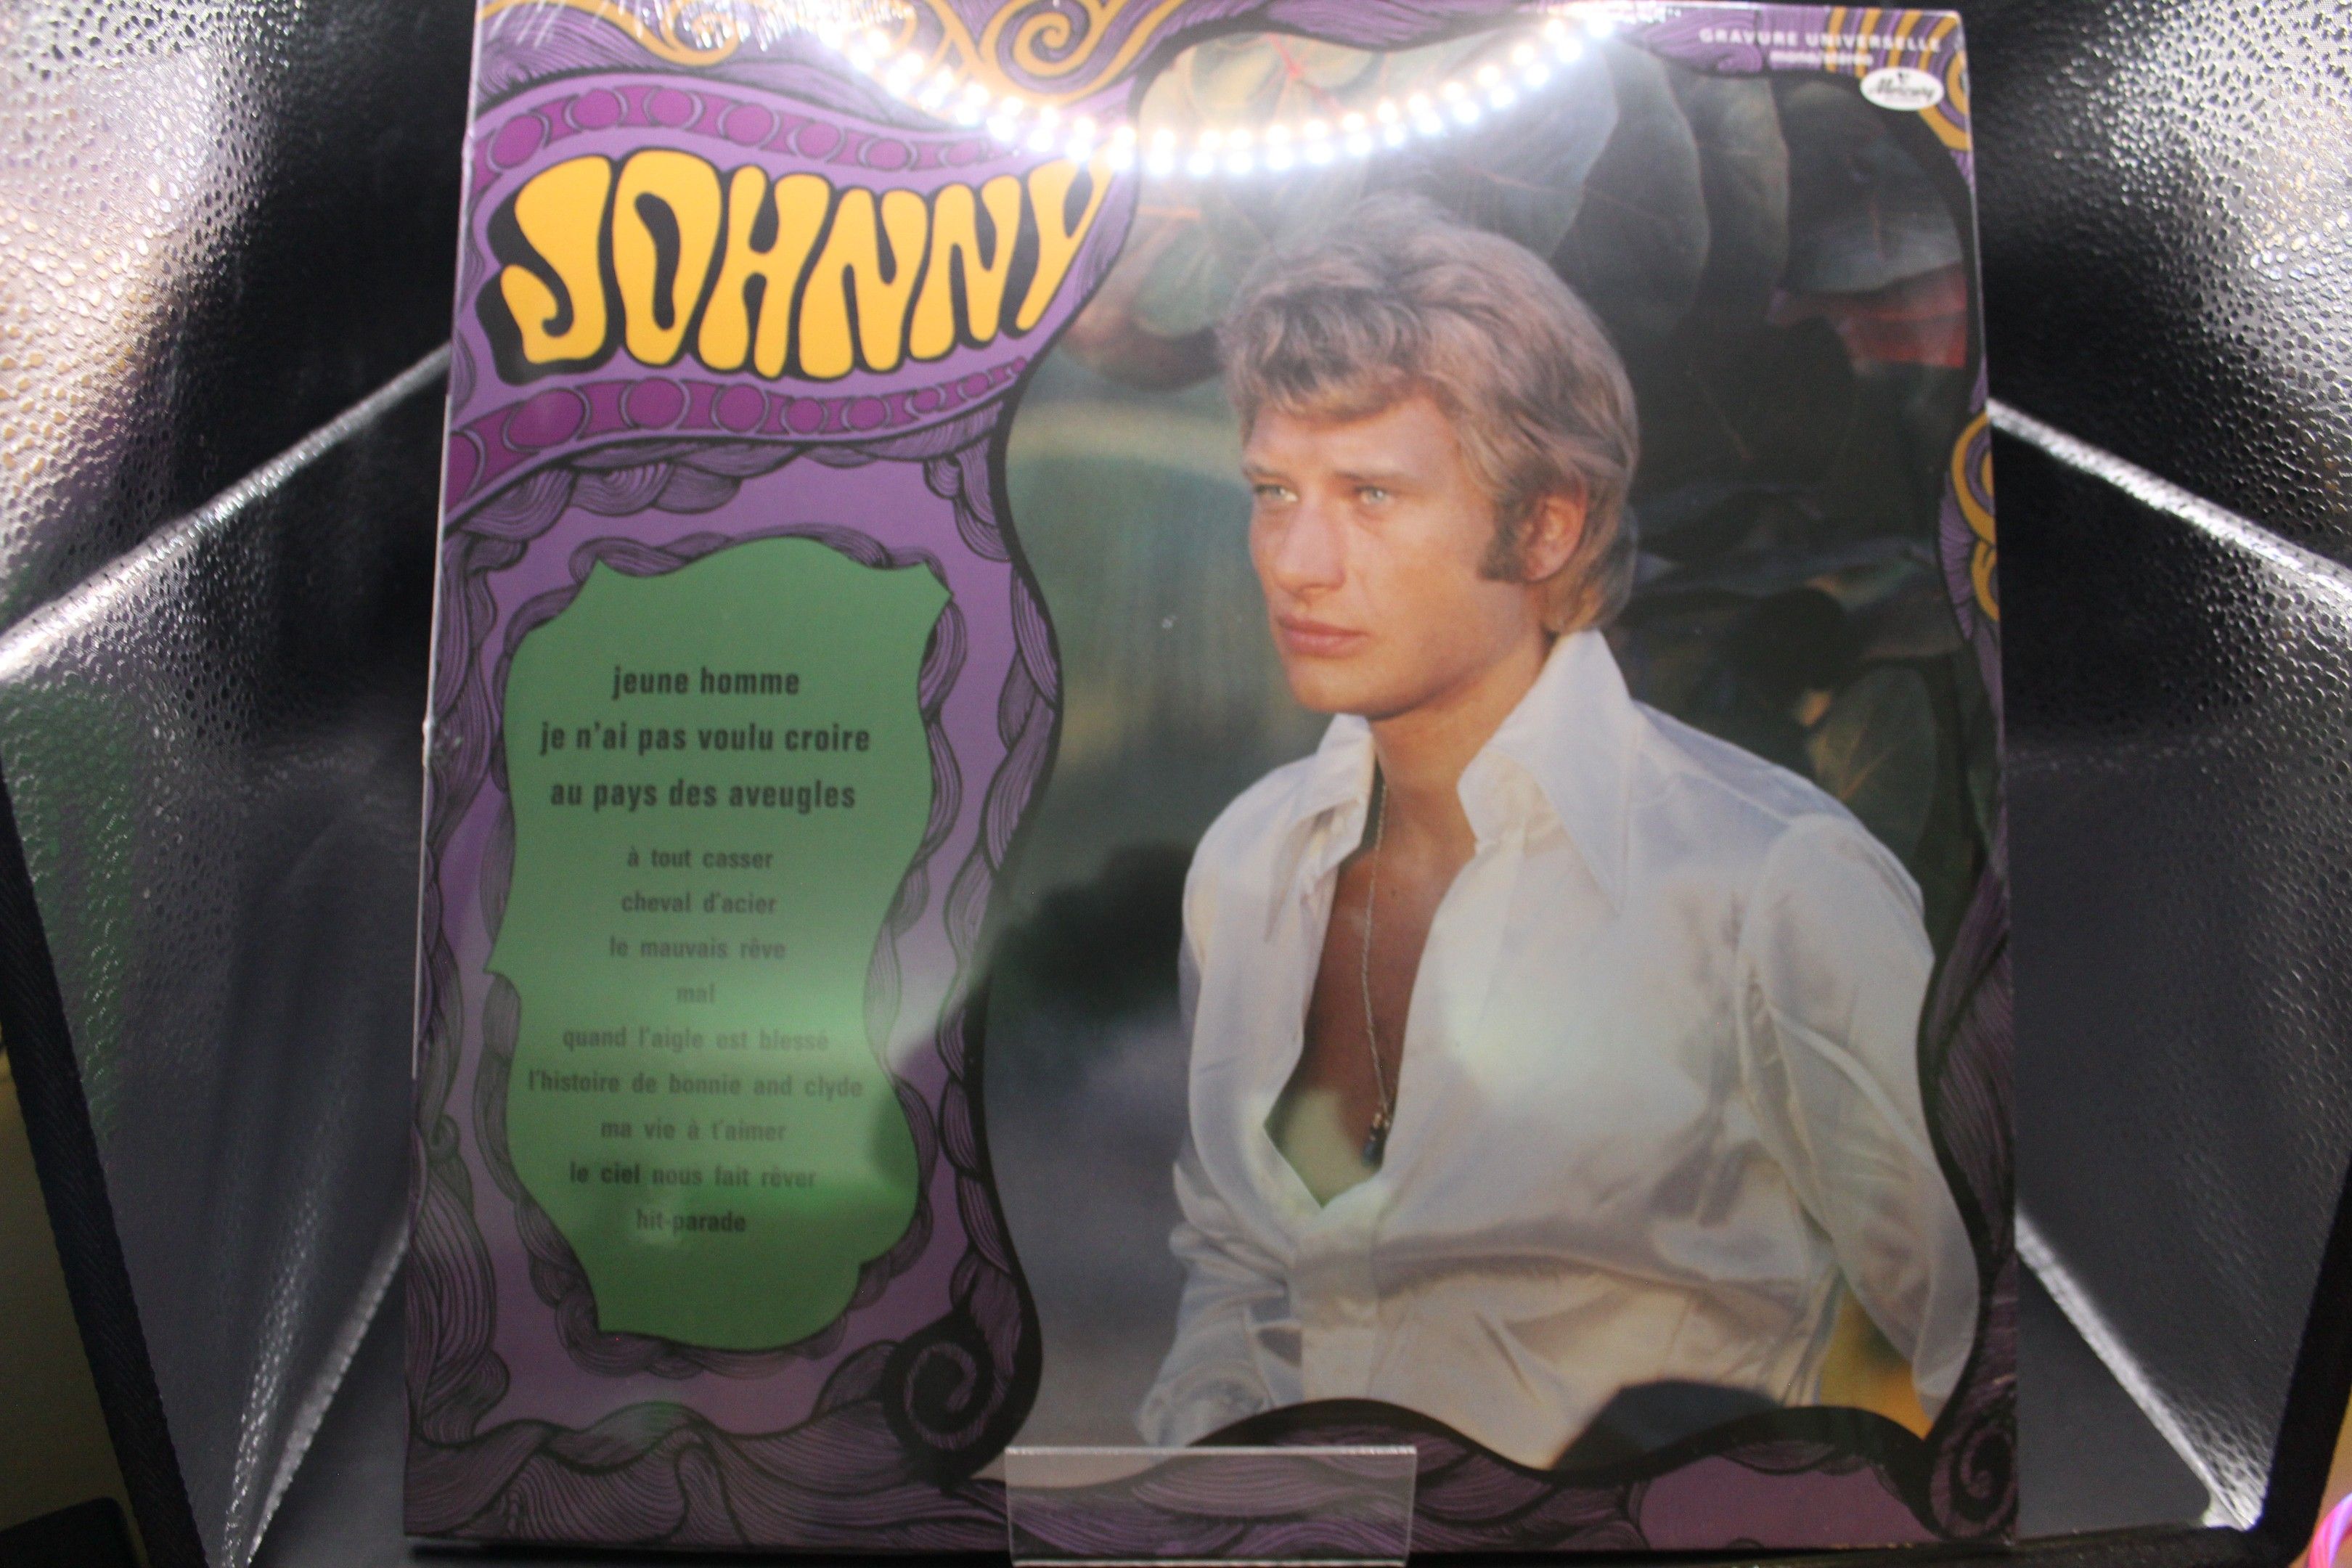 GRAVURE UNIVERSELLE
Mercury
JOHNNY
jeune homme
je n'ai pas voulu croire
au pays des aveugles
à tout casser
cheval d'acier
le mauvais rêve
mal
quand l'aigle est blessé
l'histoire de bonnie and clyde
ma vie à t'aimer
le ciel nous fait rêver
hit-parade